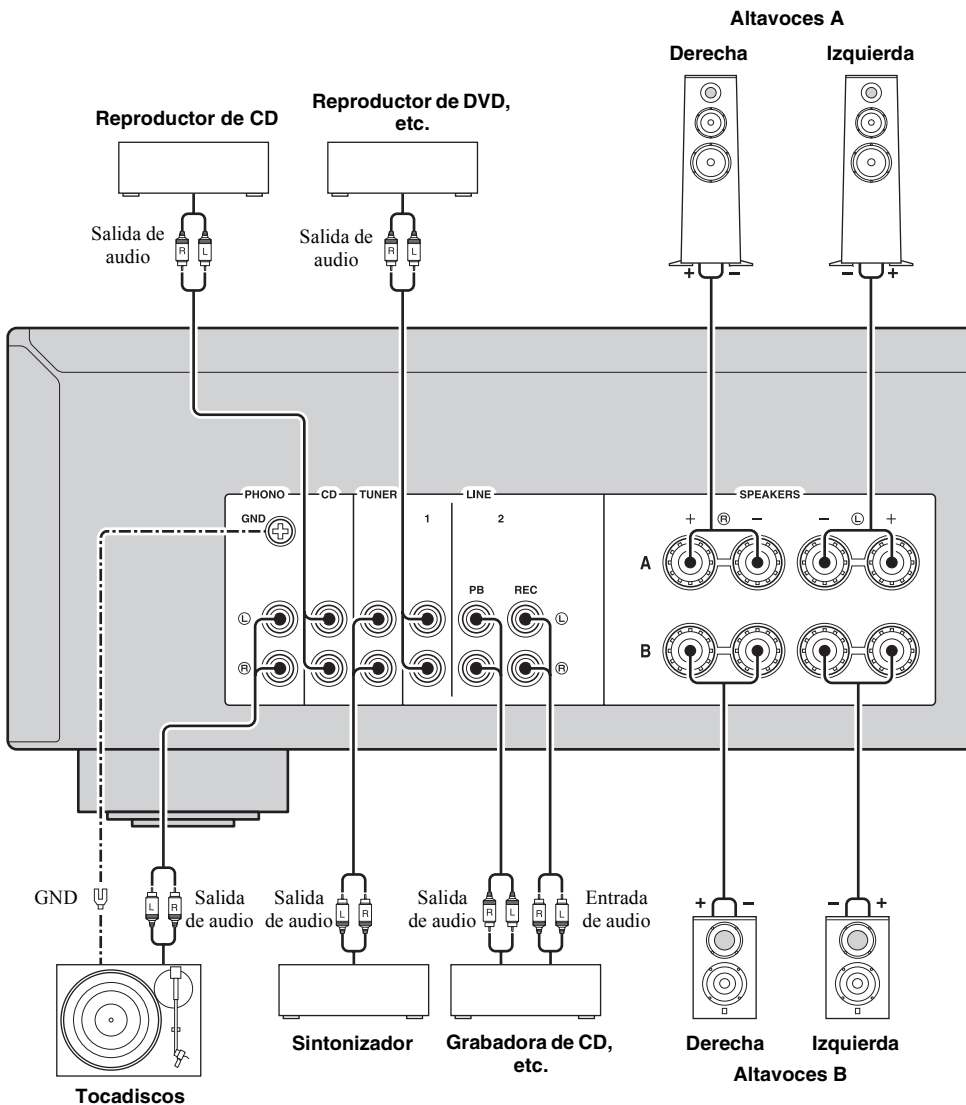 Altavoces A
Derecha Izquierda
Reproductor de CD
Reproductor de DVD,
etc.
Salida de
audio
R L
Salida de
audio
R L
+ − − +
PHONO CD TUNER LINE SPEAKERS
GND 1 2 + R − − L +
A
PB REC
L L
R R
B
GND
L R
Salida
de audio
Salida
de audio
L R
Salida
de audio
R L
R L
Entrada
de audio
+ − − +
Sintonizador
Grabadora de CD,
etc.
Derecha Izquierda
Altavoces B
Tocadiscos